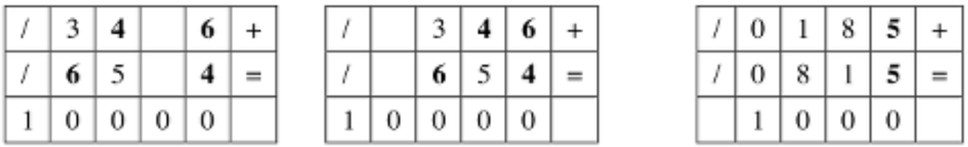 / 3 4 6 +
/ 6 5 4 =
1 0 0 0 0
/ 3 4 6 +
/ 6 5 4 =
1 0 0 0 0
/ 0 1 8 5 +
/ 0 8 1 5 =
1 0 0 0